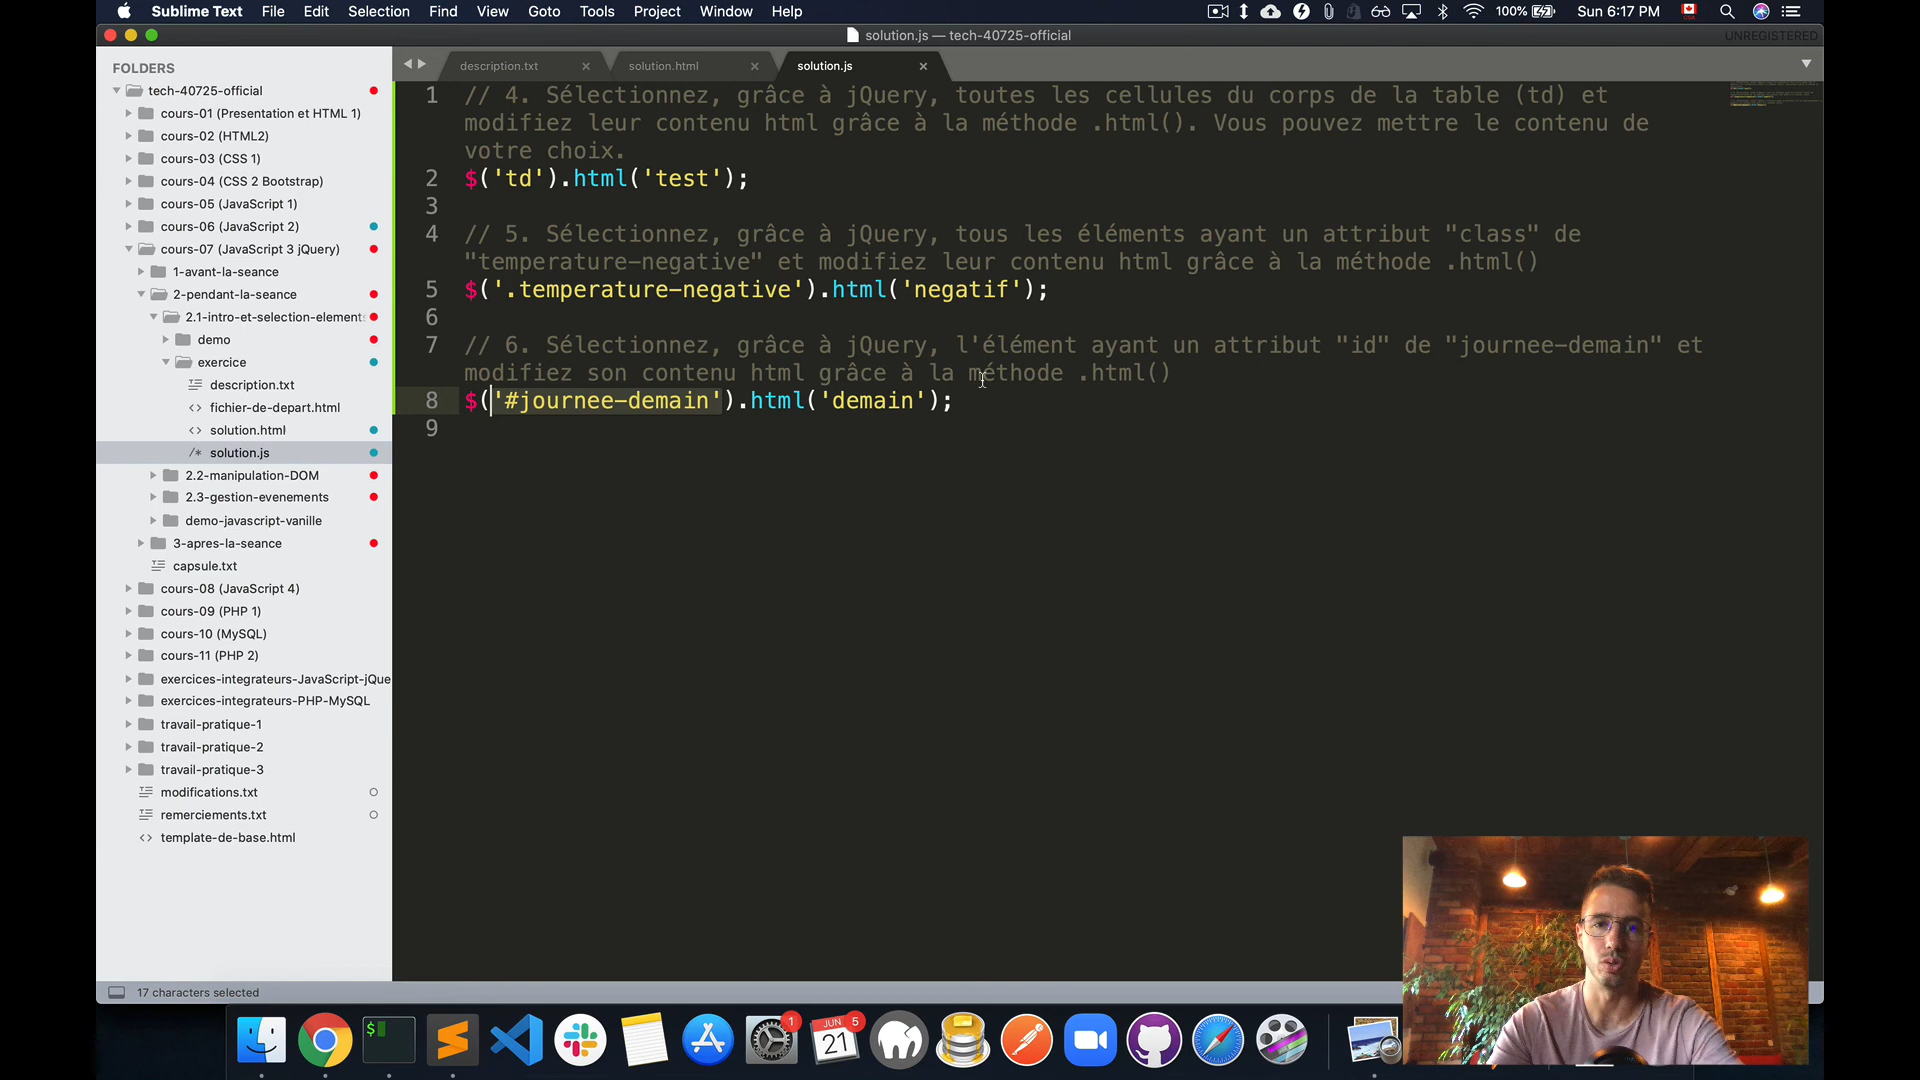 Sublime Text File Edit Selection Find View Goto Tools Project Window Help 100% Sun 6:17 PM
solution.js — tech-40725-official UNREGISTERED
FOLDERS
tech-40725-official
cours-01 (Presentation et HTML 1)
cours-02 (HTML2)
cours-03 (CSS 1)
cours-04 (CSS 2 Bootstrap)
cours-05 (JavaScript 1)
cours-06 (JavaScript 2)
cours-07 (JavaScript 3 jQuery)
1-avant-la-seance
2-pendant-la-seance
2.1-intro-et-selection-element
demo
exercice
description.txt
fichier-de-depart.html
solution.html
/* solution.js
2.2-manipulation-DOM
2.3-gestion-evenements
demo-javascript-vanille
3-apres-la-seance
capsule.txt
cours-08 (JavaScript 4)
cours-09 (PHP 1)
cours-10 (MySQL)
cours-11 (PHP 2)
exercices-integrateurs-JavaScript-jQue
exercices-integrateurs-PHP-MySQL
travail-pratique-1
travail-pratique-2
travail-pratique-3
modifications.txt
remerciements.txt
template-de-base.html
description.txt × solution.html × solution.js ×
1 // 4. Sélectionnez, grâce à jQuery, toutes les cellules du corps de la table (td) et
modifiez leur contenu html grâce à la méthode .html(). Vous pouvez mettre le contenu de
votre choix.
2 $('td').html('test');
3
4 // 5. Sélectionnez, grâce à jQuery, tous les éléments ayant un attribut "class" de
"temperature-negative" et modifiez leur contenu html grâce à la méthode .html()
5 $('.temperature-negative').html('negatif');
6
7 // 6. Sélectionnez, grâce à jQuery, l'élément ayant un attribut "id" de "journee-demain" et
modifiez son contenu html grâce à la méthode .html()
8 $('#journee-demain').html('demain');
9
17 characters selected
$
1
JUN 5
21